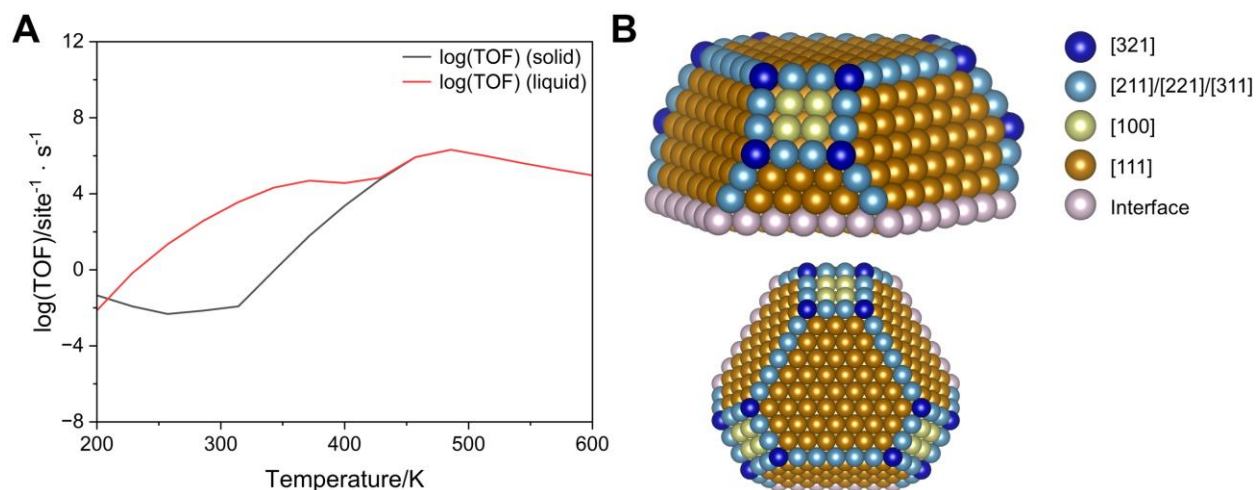 A
log(TOF)/site⁻¹ · s⁻¹
12
8
4
0
−4
−8
200
300
400
500
600
Temperature/K
log(TOF) (solid)
log(TOF) (liquid)
B
[321]
[211]/[221]/[311]
[100]
[111]
Interface